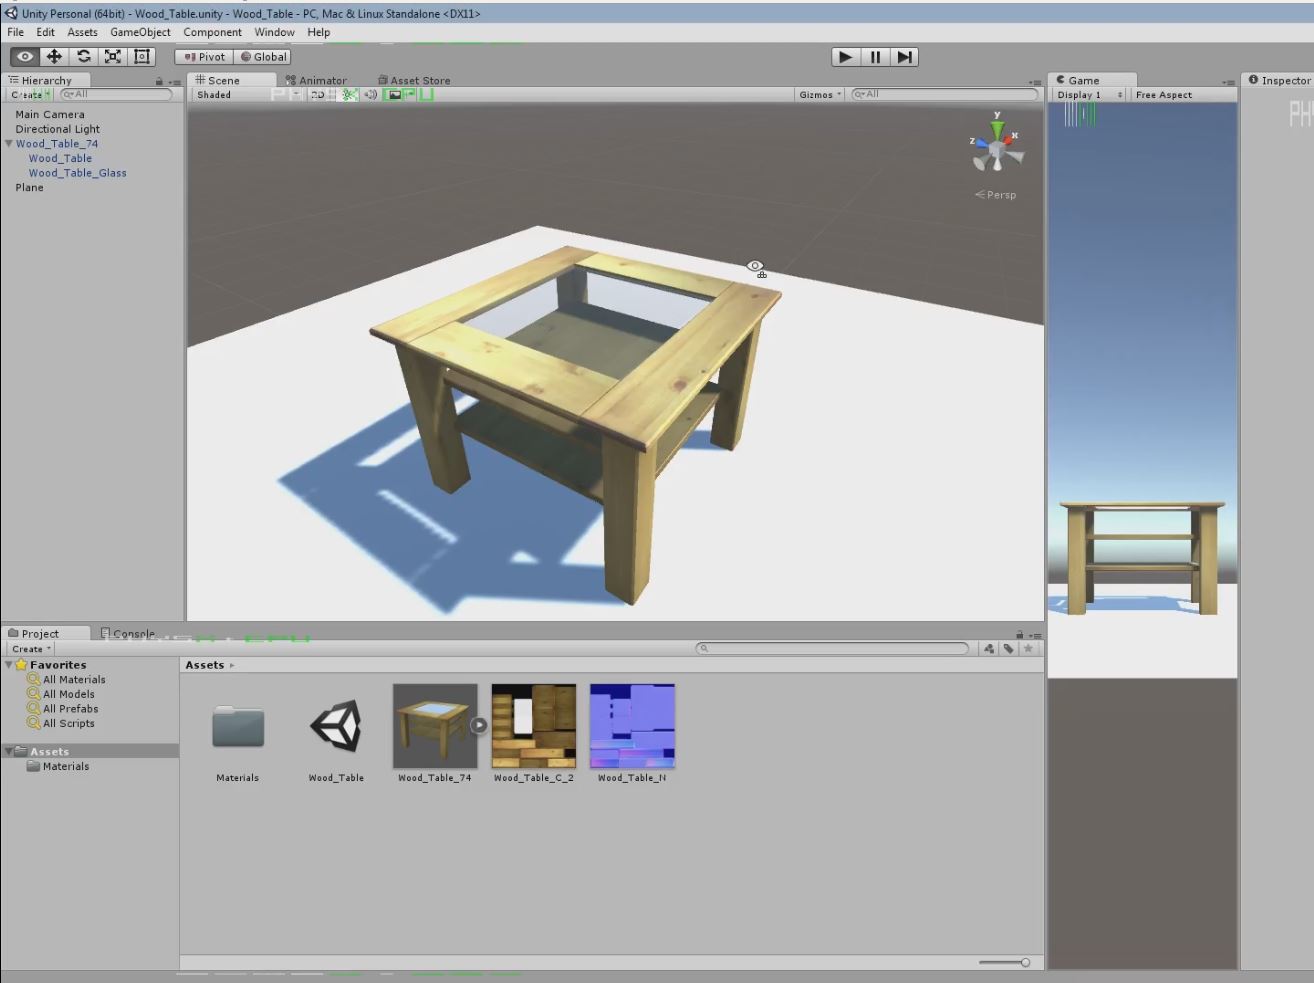 Unity Personal (64bit) - Wood_Table.unity - Wood_Table - PC, Mac & Linux Standalone <DX11>
File Edit Assets GameObject Component Window Help
Pivot Global
Hierarchy
Scene Animator Asset Store
Game
Inspector
Create All
Shaded 2D
Gizmos All
Display 1 Free Aspect
Main Camera
Directional Light
Wood_Table_74
Wood_Table
Wood_Table_Glass
Plane
y
z x
Persp
Project Console
Create
Favorites
All Materials
All Models
All Prefabs
All Scripts
Assets
Materials
Assets
Materials Wood_Table Wood_Table_74 Wood_Table_C_2 Wood_Table_N